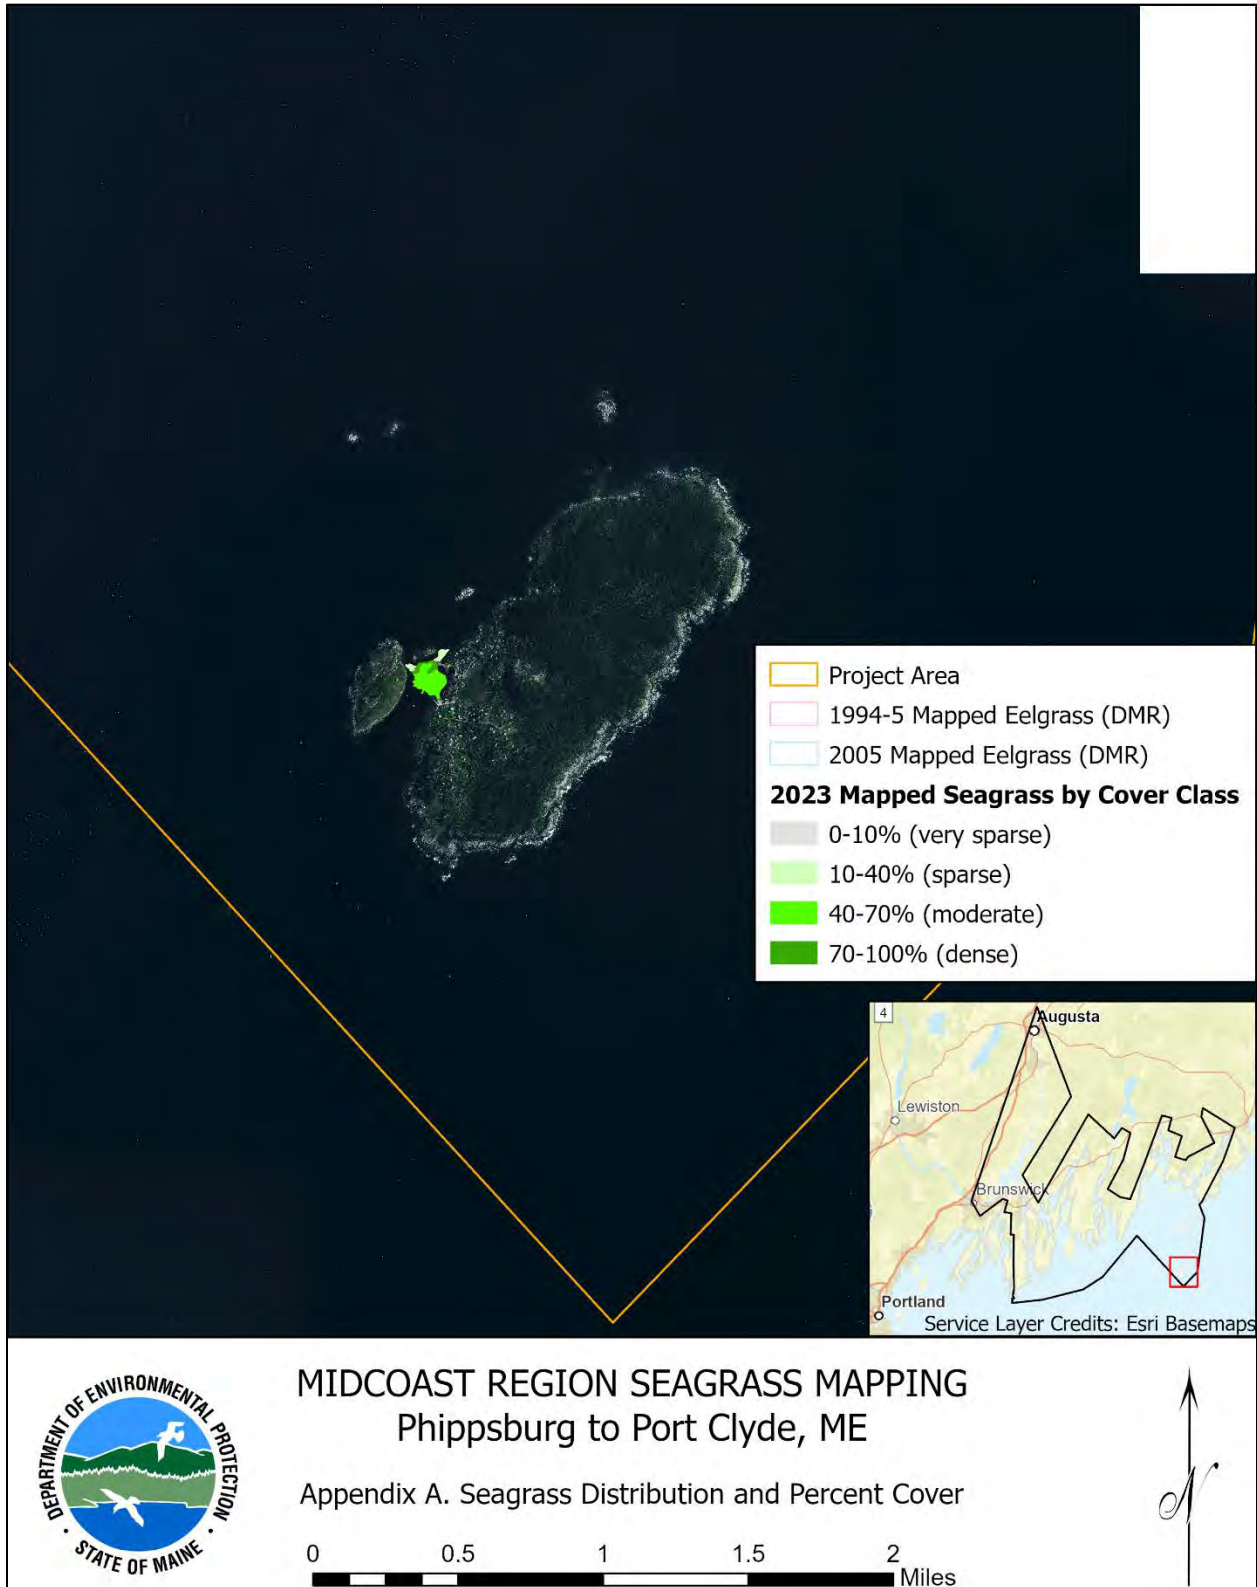 Project Area
1994-5 Mapped Eelgrass (DMR)
2005 Mapped Eelgrass (DMR)
2023 Mapped Seagrass by Cover Class
0-10% (very sparse)
10-40% (sparse)
40-70% (moderate)
70-100% (dense)
4
Augusta
Lewiston
Brunswick
Portland
Service Layer Credits: Esri Basemaps
DEPARTMENT OF ENVIRONMENTAL PROTECTION
• STATE OF MAINE •
MIDCOAST REGION SEAGRASS MAPPING
Phippsburg to Port Clyde, ME
Appendix A. Seagrass Distribution and Percent Cover
0 0.5 1 1.5 2
Miles
N